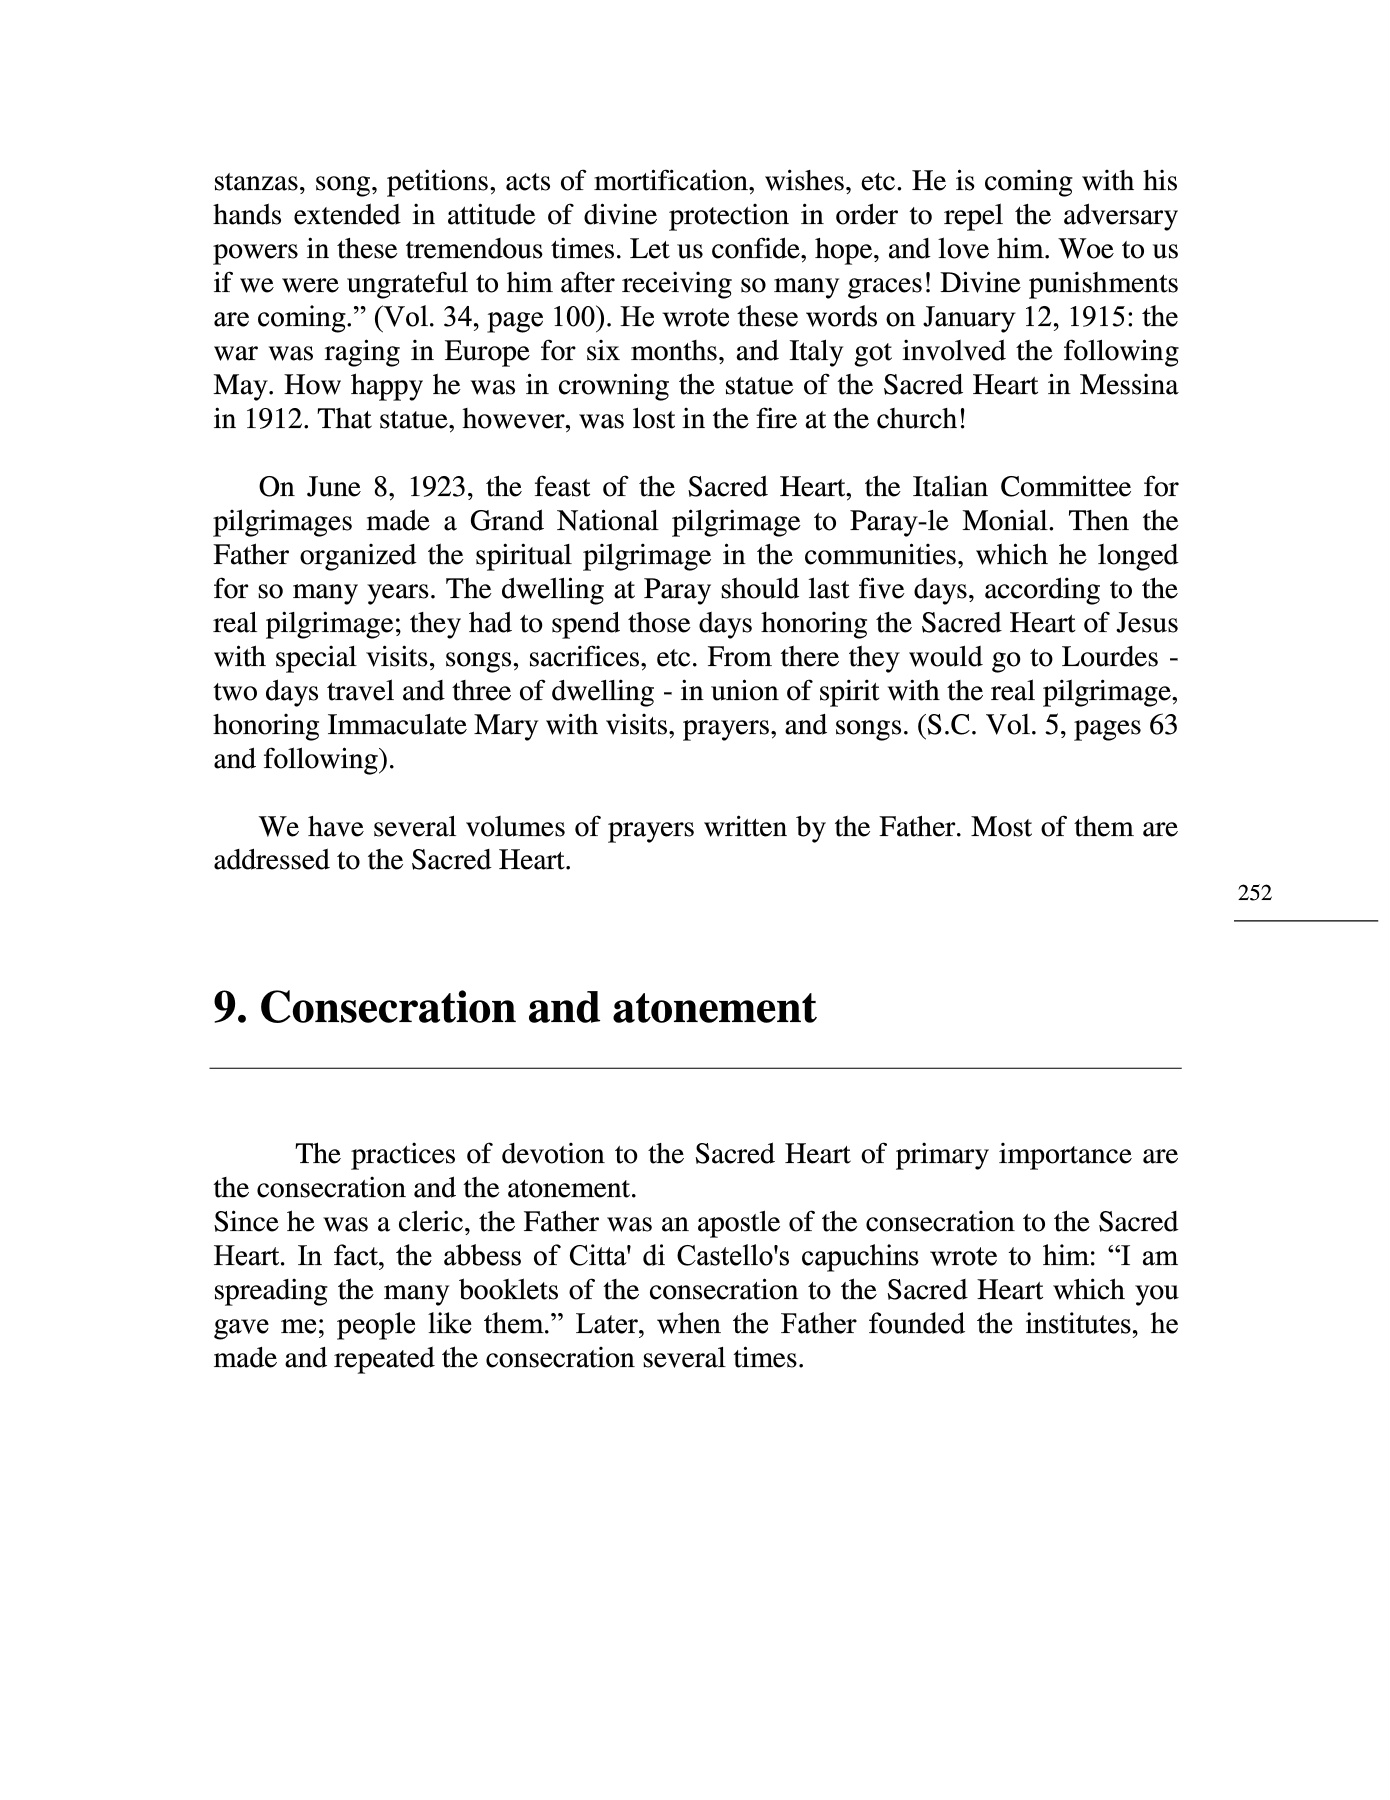 stanzas, song, petitions, acts of mortification, wishes, etc. He is coming with his
hands extended in attitude of divine protection in order to repel the adversary
powers in these tremendous times. Let us confide, hope, and love him. Woe to us
if we were ungrateful to him after receiving so many graces! Divine punishments
are coming.” (Vol. 34, page 100). He wrote these words on January 12, 1915: the
war was raging in Europe for six months, and Italy got involved the following
May. How happy he was in crowning the statue of the Sacred Heart in Messina
in 1912. That statue, however, was lost in the fire at the church!
On June 8, 1923, the feast of the Sacred Heart, the Italian Committee for
pilgrimages made a Grand National pilgrimage to Paray-le Monial. Then the
Father organized the spiritual pilgrimage in the communities, which he longed
for so many years. The dwelling at Paray should last five days, according to the
real pilgrimage; they had to spend those days honoring the Sacred Heart of Jesus
with special visits, songs, sacrifices, etc. From there they would go to Lourdes -
two days travel and three of dwelling - in union of spirit with the real pilgrimage,
honoring Immaculate Mary with visits, prayers, and songs. (S.C. Vol. 5, pages 63
and following).
We have several volumes of prayers written by the Father. Most of them are
addressed to the Sacred Heart.
252
9. Consecration and atonement
The practices of devotion to the Sacred Heart of primary importance are
the consecration and the atonement.
Since he was a cleric, the Father was an apostle of the consecration to the Sacred
Heart. In fact, the abbess of Citta' di Castello's capuchins wrote to him: “I am
spreading the many booklets of the consecration to the Sacred Heart which you
gave me; people like them.” Later, when the Father founded the institutes, he
made and repeated the consecration several times.